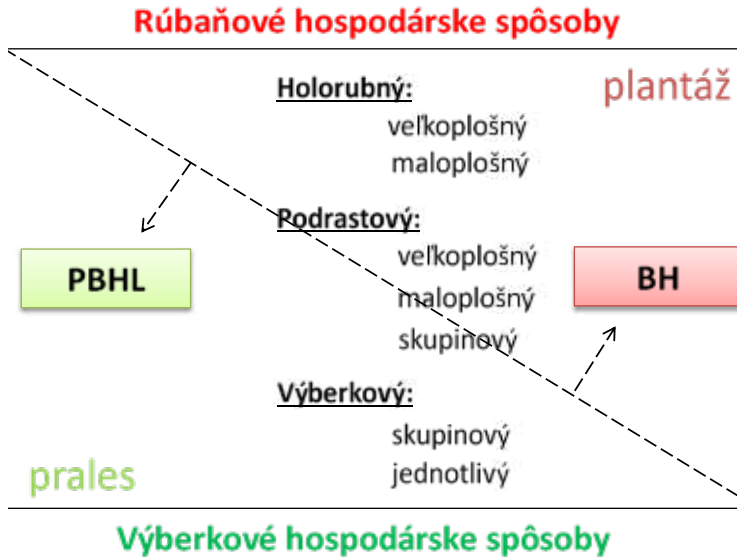 Rúbaňové hospodárske spôsoby
Holorubný:
plantáž
veľkoplošný
maloplošný
Podrastový:
veľkoplošný
PBHL
BH
maloplošný
skupinový
Výberkový:
skupinový
prales
jednotlivý
Výberkové hospodárske spôsoby